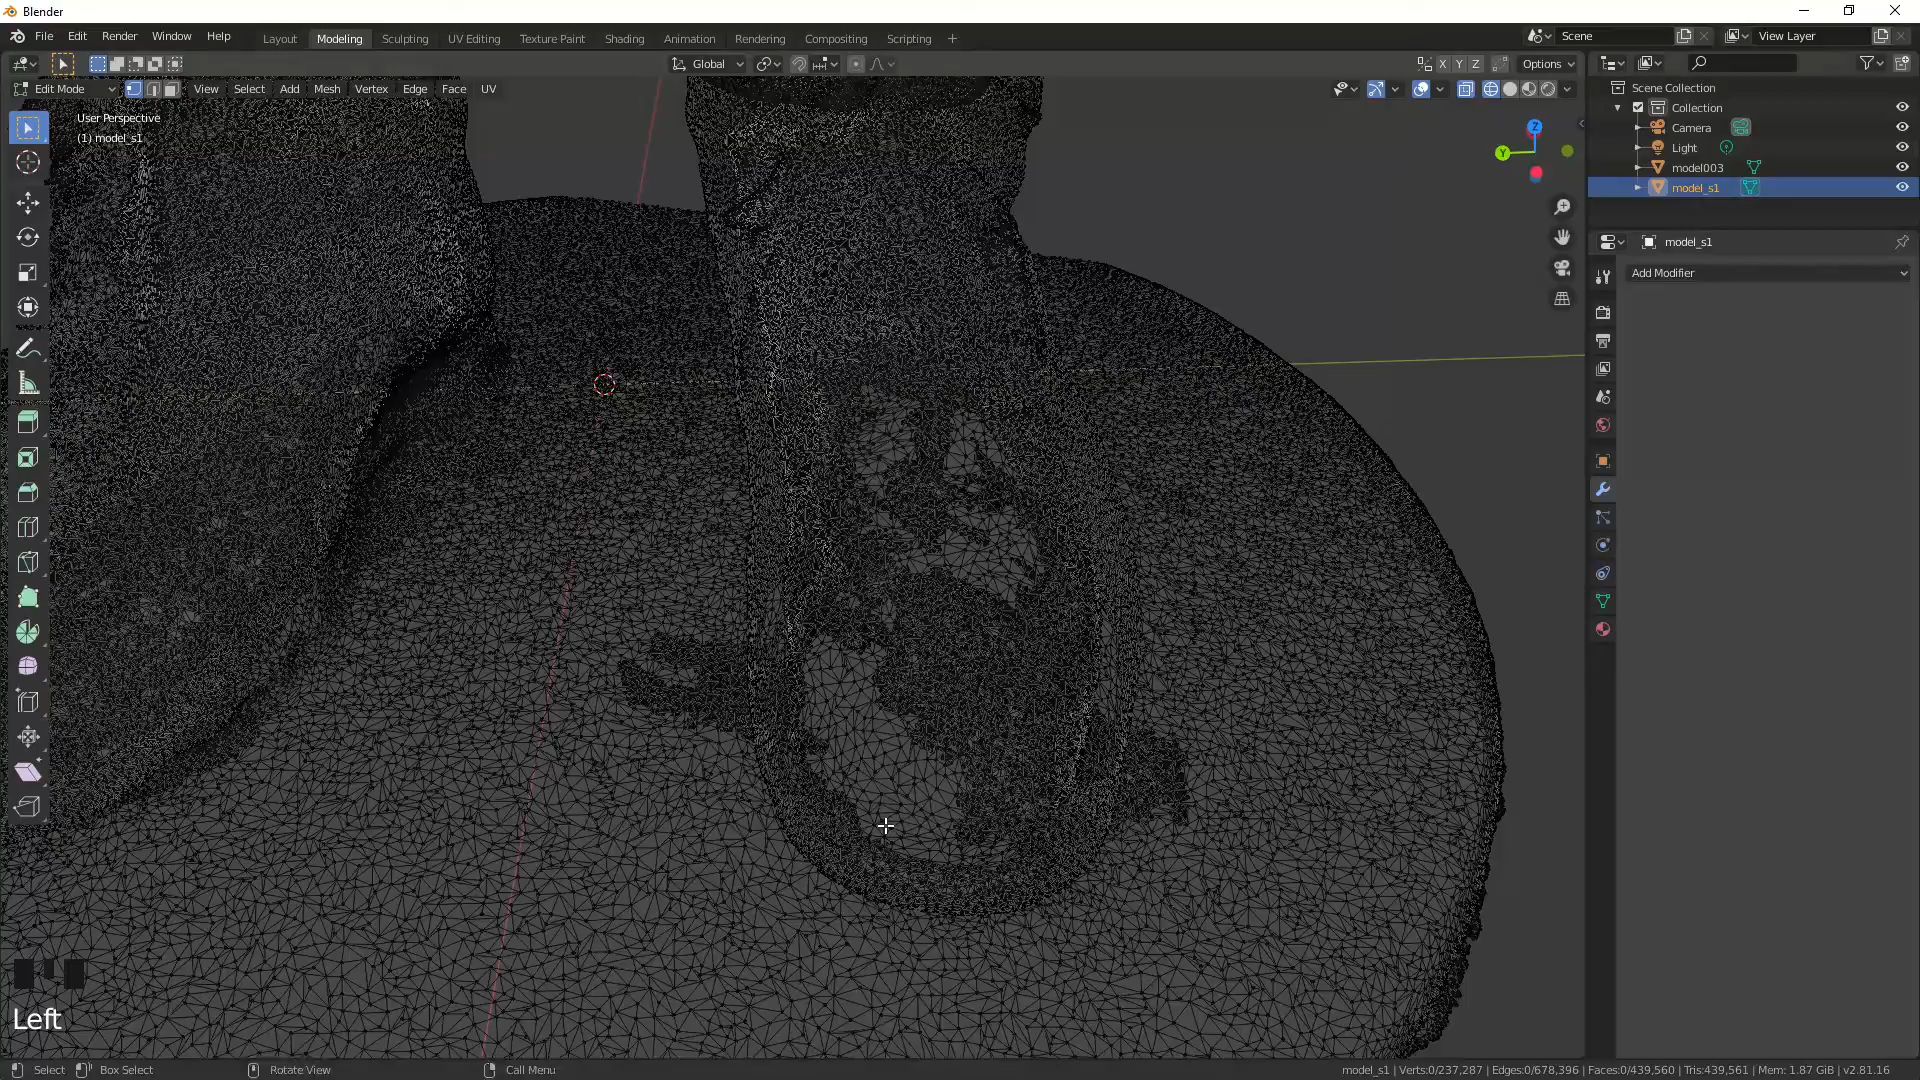 Blender
File Edit Render Window Help Layout Modeling Sculpting UV Editing Texture Paint Shading Animation Rendering Compositing Scripting Scene View Layer
Global X Y Z Options
Edit Mode View Select Add Mesh Vertex Edge Face UV
User Perspective
(1) model_s1
Z
Y
Scene Collection
Collection
Camera
Light
model003
model_s1
model_s1
Add Modifier
Left
Select Box Select Rotate View Call Menu model_s1 | Verts:0/237,287 | Edges:0/678,396 | Faces:0/439,560 | Tris:439,561 | Mem: 1.87 GiB | v2.81.16